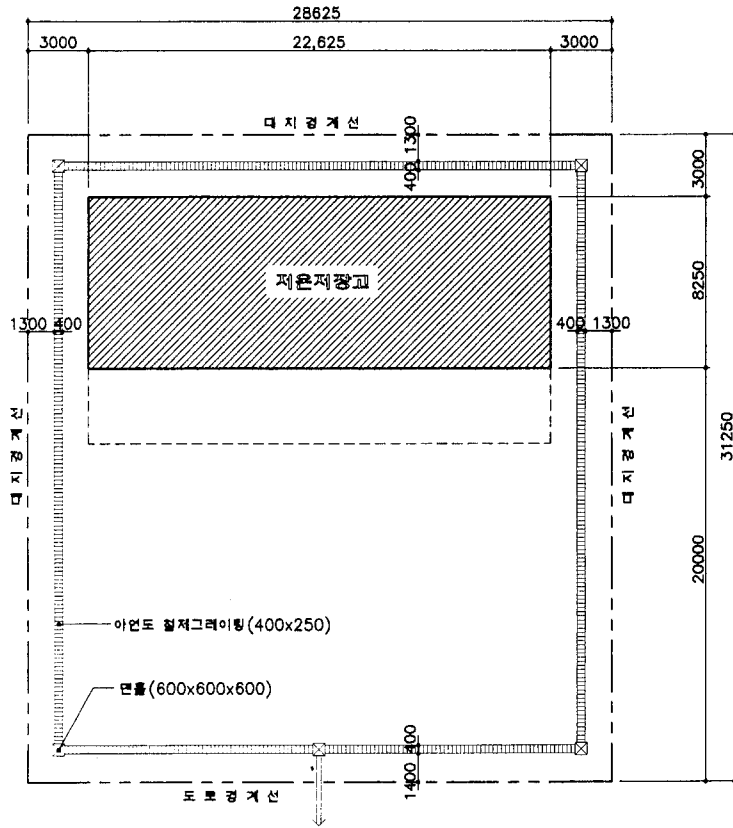 28625
3000 22,625 3000
대 지 경 계 선
1300
400
3000
저온저장고
8250
1300 400
400 1300
대 지 경 계 선
대 지 경 계 선
31250
20000
아연도 철재그레이팅(400x250)
맨홀(600x600x600)
400
1400
도 로 경 계 선